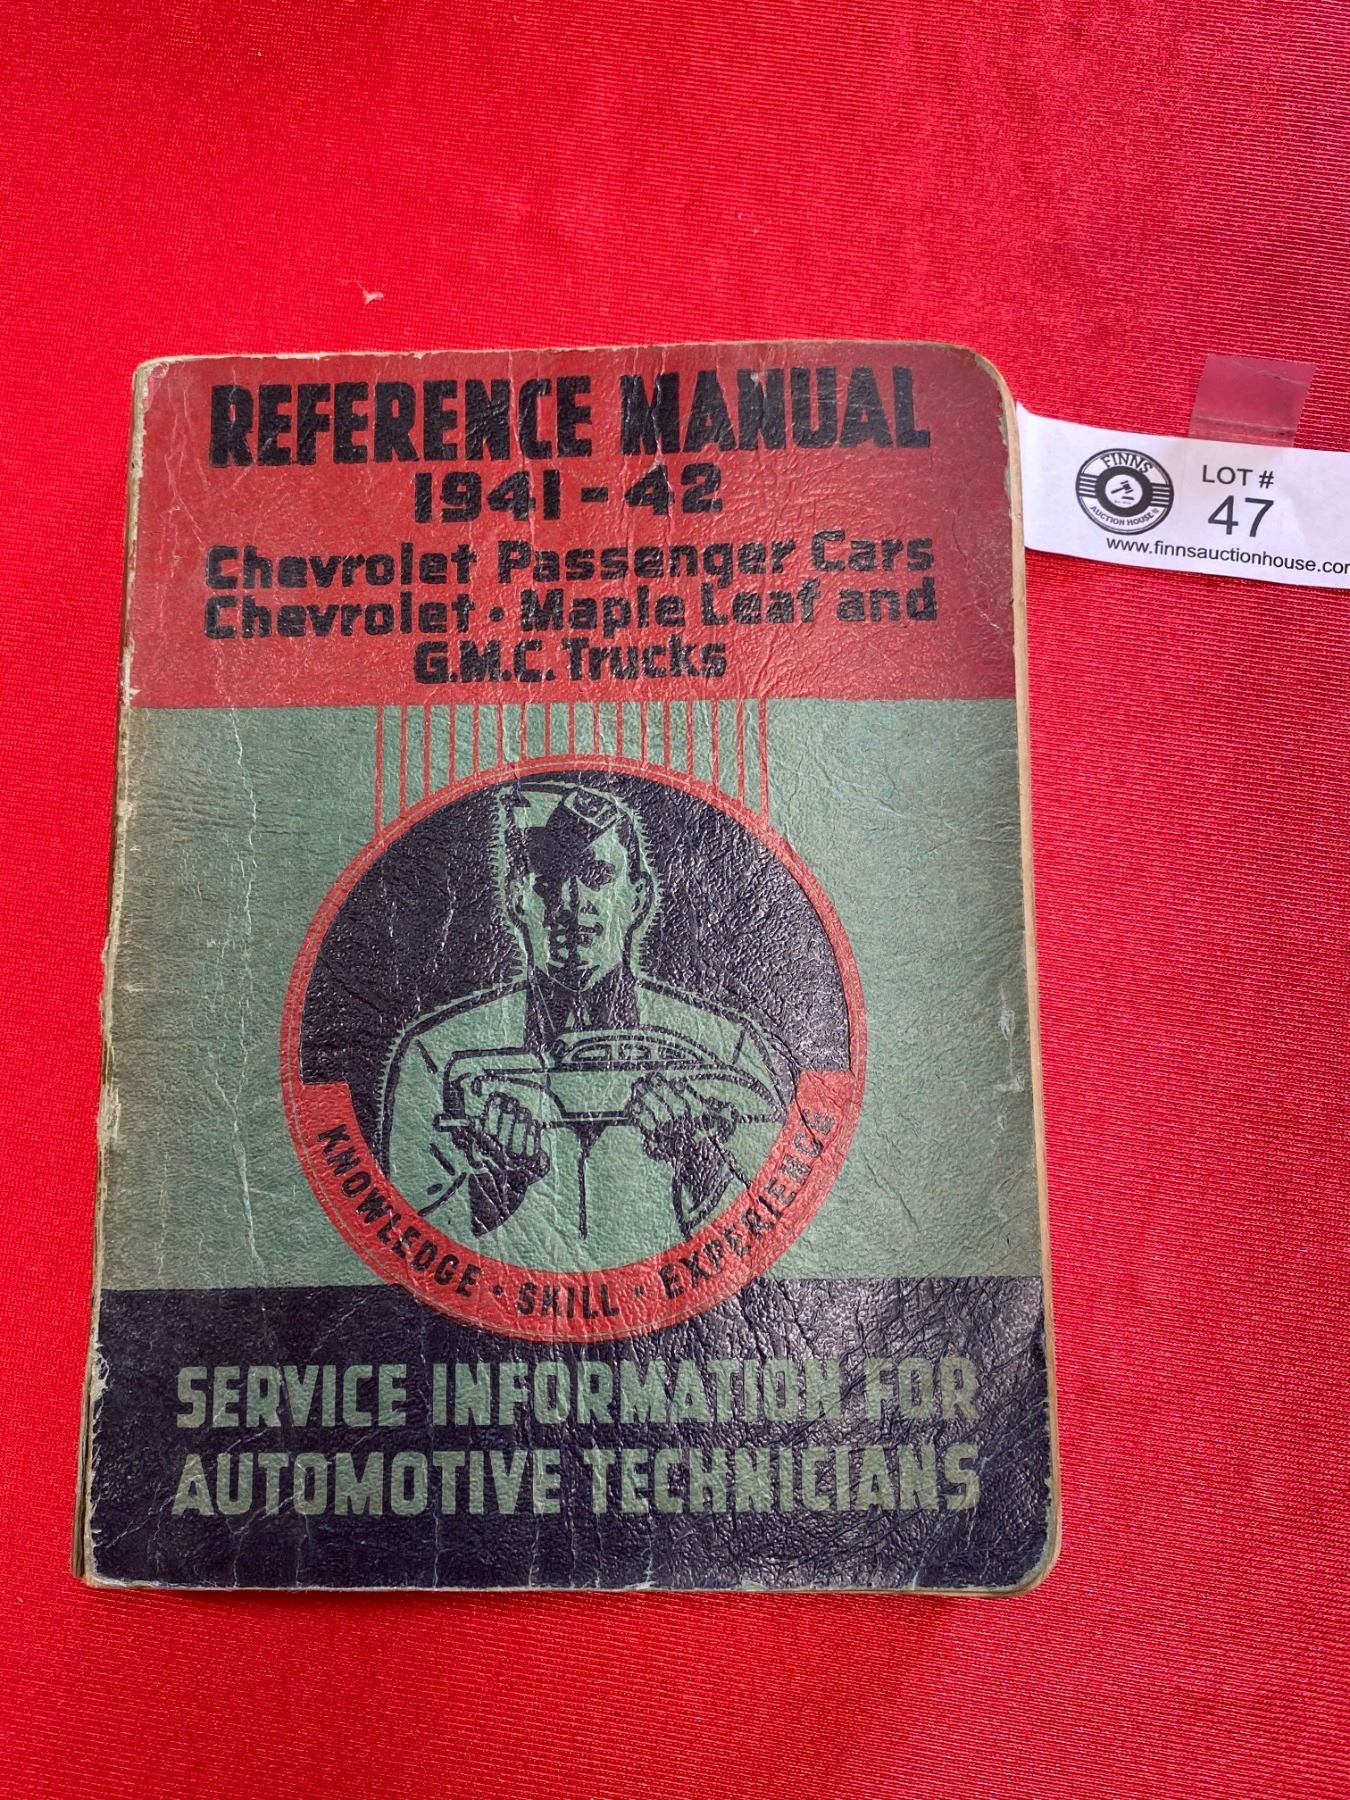 REFERENCE MANUAL
1941-42
Chevrolet Passenger Cars
Chevrolet • Maple Leaf and
G.M.C. Trucks
KNOWLEDGE • SKILL • EXPERIENCE
SERVICE INFORMATION FOR
AUTOMOTIVE TECHNICIANS
FINNS
AUCTION HOUSE
LOT #
47
www.finnsauctionhouse.com